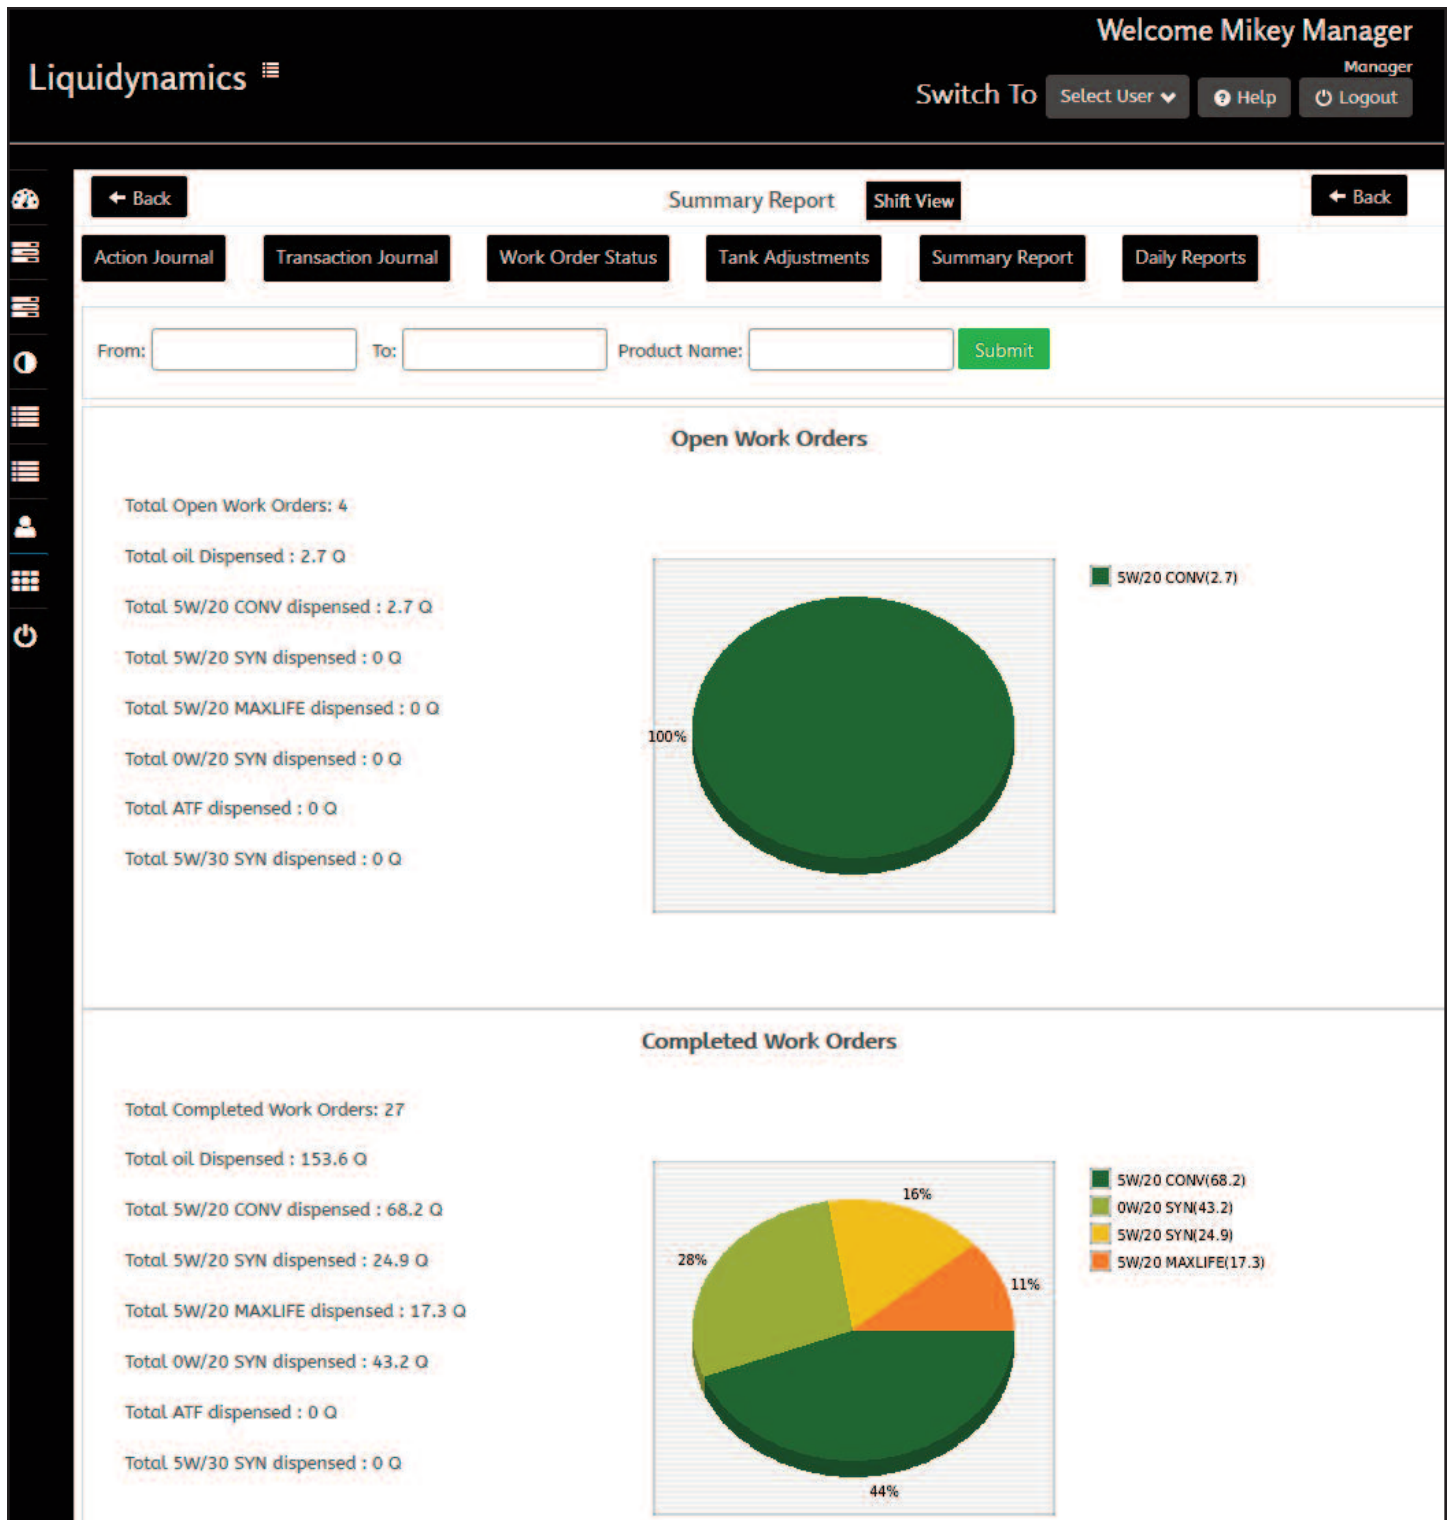 Welcome Mikey Manager
Manager
Liquidynamics
Switch To Select User Help Logout
Back Summary Report Shift View Back
Action Journal Transaction Journal Work Order Status Tank Adjustments Summary Report Daily Reports
From: To: Product Name: Submit
Open Work Orders
Total Open Work Orders: 4
Total oil Dispensed : 2.7 Q
Total 5W/20 CONV dispensed : 2.7 Q
Total 5W/20 SYN dispensed : 0 Q
Total 5W/20 MAXLIFE dispensed : 0 Q
Total 0W/20 SYN dispensed : 0 Q
Total ATF dispensed : 0 Q
Total 5W/30 SYN dispensed : 0 Q
100%
5W/20 CONV(2.7)
Completed Work Orders
Total Completed Work Orders: 27
Total oil Dispensed : 153.6 Q
Total 5W/20 CONV dispensed : 68.2 Q
Total 5W/20 SYN dispensed : 24.9 Q
Total 5W/20 MAXLIFE dispensed : 17.3 Q
Total 0W/20 SYN dispensed : 43.2 Q
Total ATF dispensed : 0 Q
Total 5W/30 SYN dispensed : 0 Q
16%
28%
11%
44%
5W/20 CONV(68.2)
0W/20 SYN(43.2)
5W/20 SYN(24.9)
5W/20 MAXLIFE(17.3)